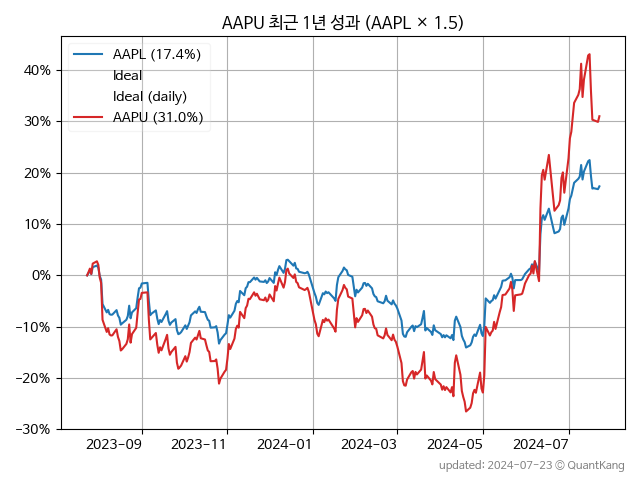 AAPU 최근 1년 성과 (AAPL × 1.5)
AAPL (17.4%)
Ideal
Ideal (daily)
AAPU (31.0%)
40%
30%
20%
10%
0%
−10%
−20%
−30%
2023-09
2023-11
2024-01
2024-03
2024-05
2024-07
updated: 2024-07-23 © QuantKang